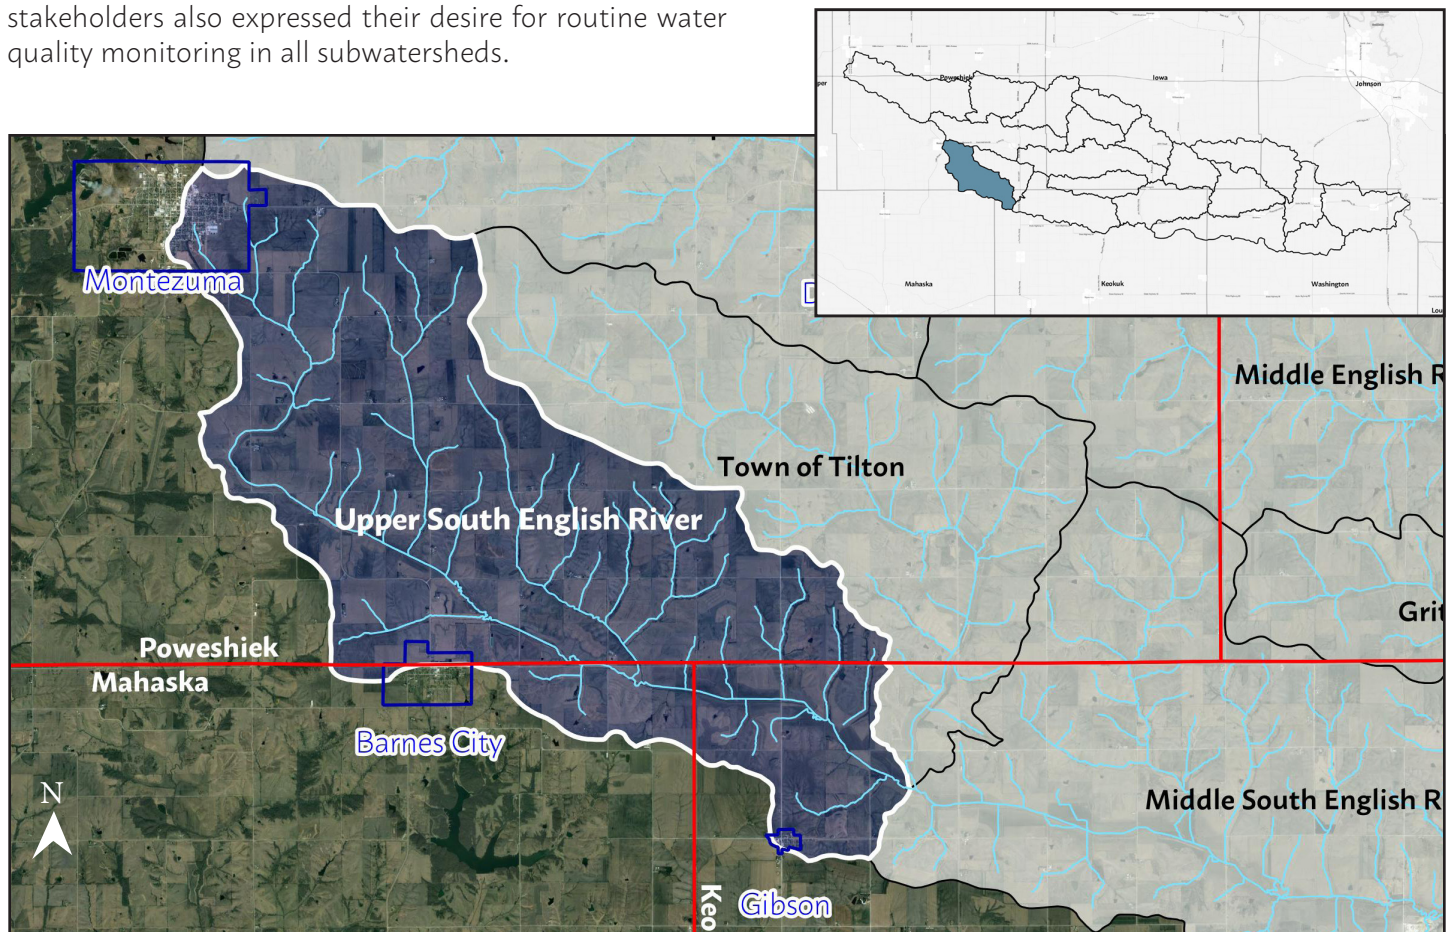 stakeholders also expressed their desire for routine water
quality monitoring in all subwatersheds.
Poweshiek
Iowa
Johnson
per
Mahaska
Keokuk
Washington
Lou
Montezuma
Middle English R
Town of Tilton
Upper South English River
Grit
Poweshiek
Mahaska
Barnes City
N
Middle South English R
Keo
Gibson